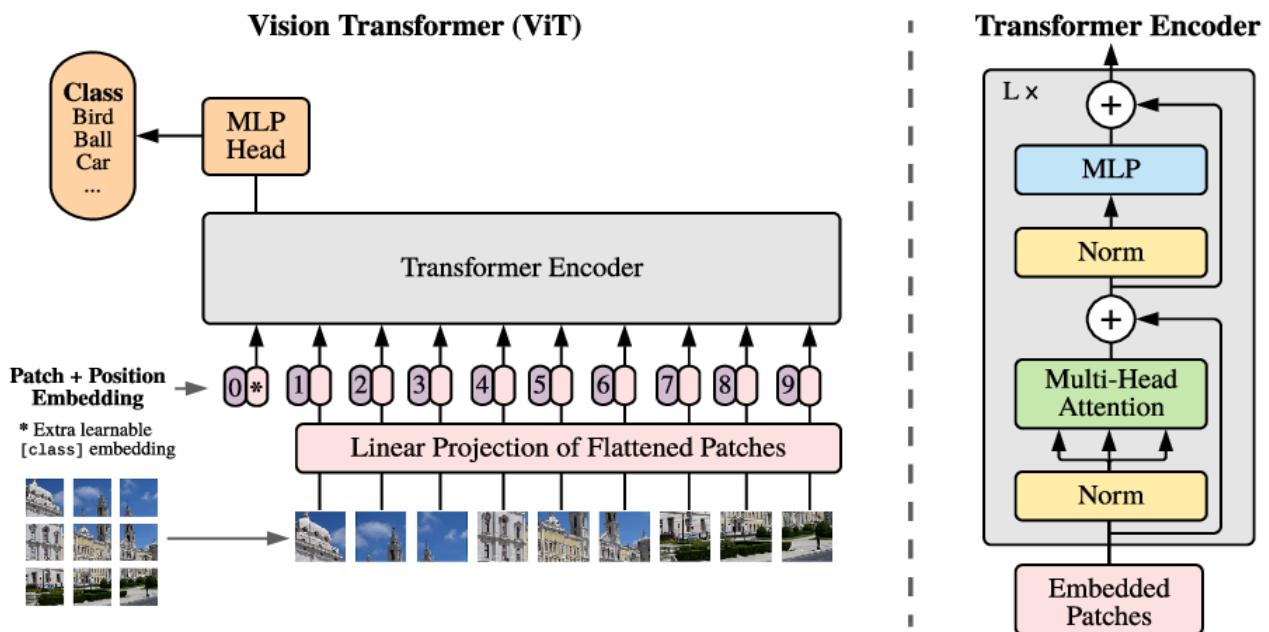 Vision Transformer (ViT)
Class
Bird
Ball
Car
...
MLP
Head
Transformer Encoder
Patch + Position
Embedding
* Extra learnable
[class] embedding
0 * 1 2 3 4 5 6 7 8 9
Linear Projection of Flattened Patches
Transformer Encoder
L ×
+
MLP
Norm
+
Multi-Head
Attention
Norm
Embedded
Patches